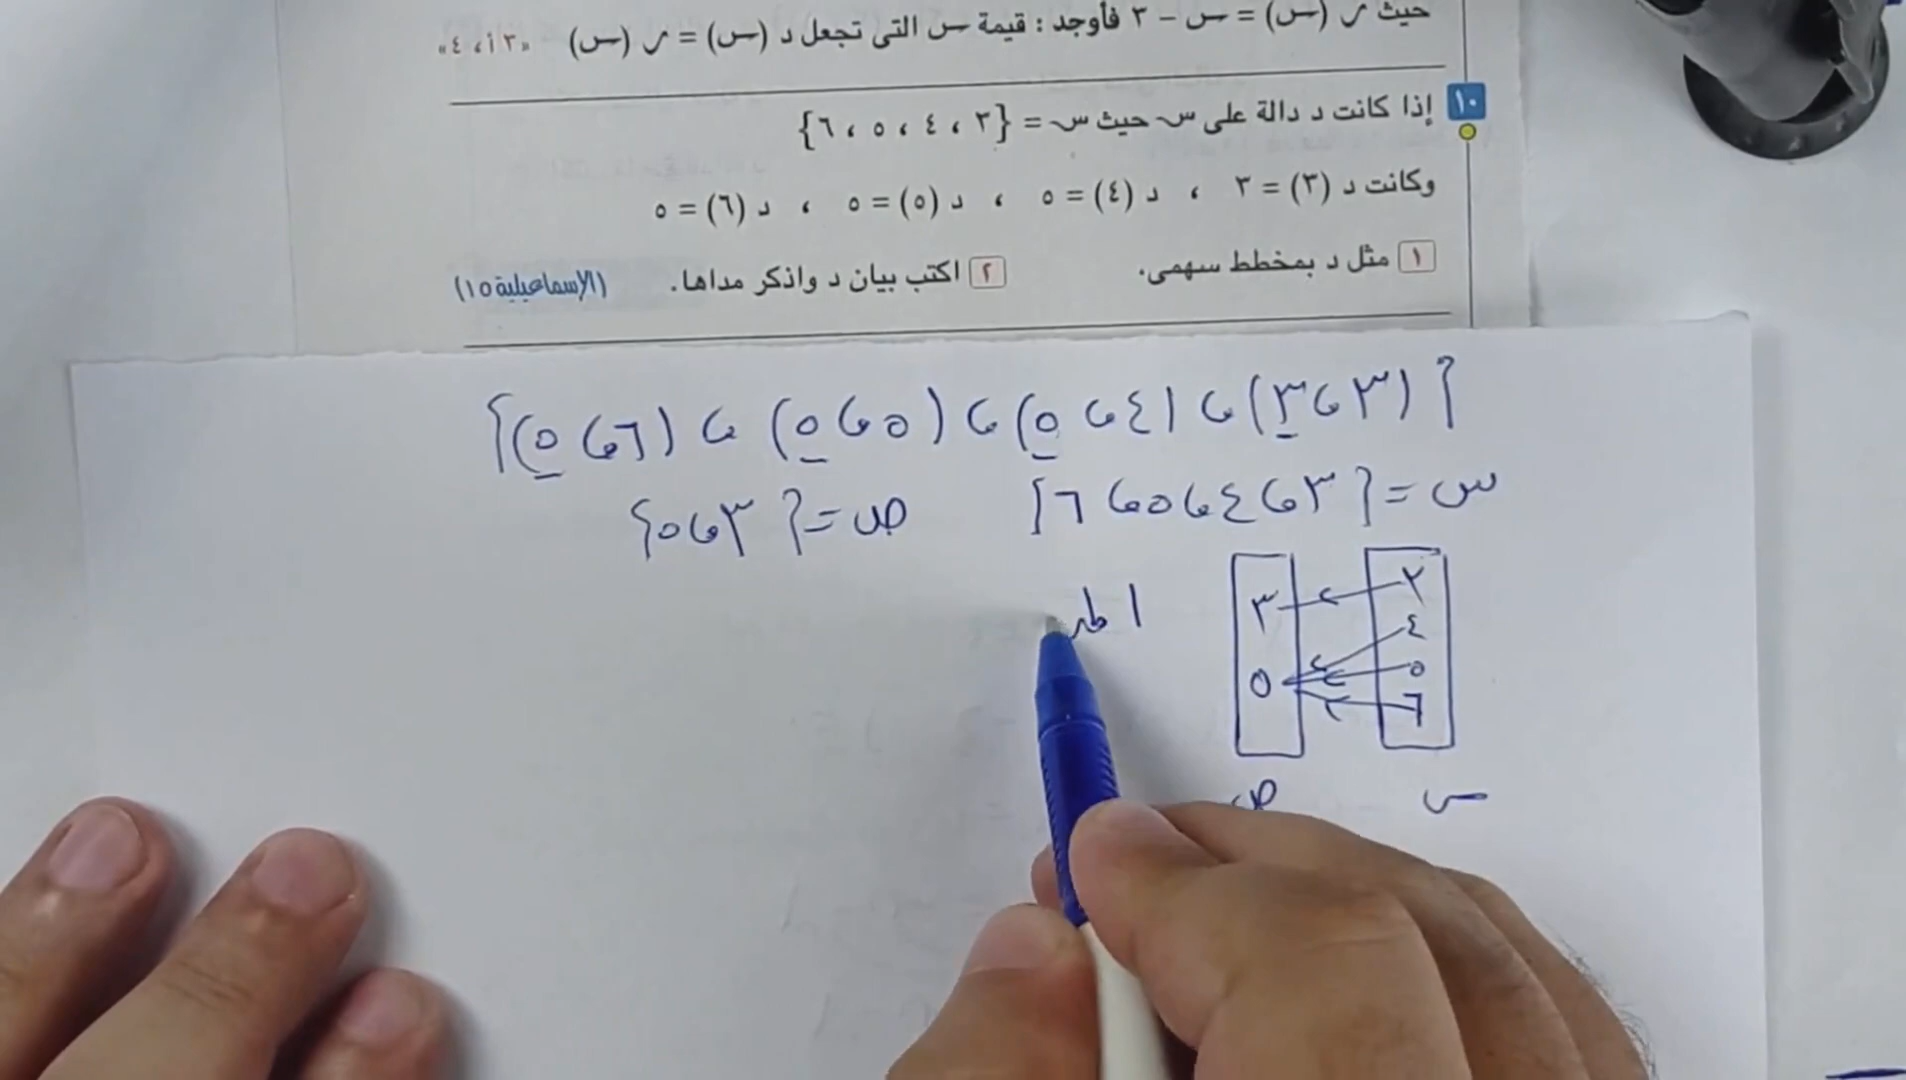 حيث ر (س) = س – ٣ فأوجد : قيمة س التى تجعل د (س) = ر (س) «٣ أ، ٤»
١٠ إذا كانت د دالة على س حيث س = {٣ ، ٤ ، ٥ ، ٦}
وكانت د (٣) = ٣ ، د (٤) = ٥ ، د (٥) = ٥ ، د (٦) = ٥
١ مثل د بمخطط سهمى. ٢ اكتب بيان د واذكر مداها. (الإسماعيلية ١٥)
{(٣ ، ٣) ، (٤ ، ٥) ، (٥ ، ٥) ، (٦ ، ٥)}
س = {٣ ، ٤ ، ٥ ، ٦} ص = {٣ ، ٥}
٣
٤
٥
٦
٣
٥
س
ص